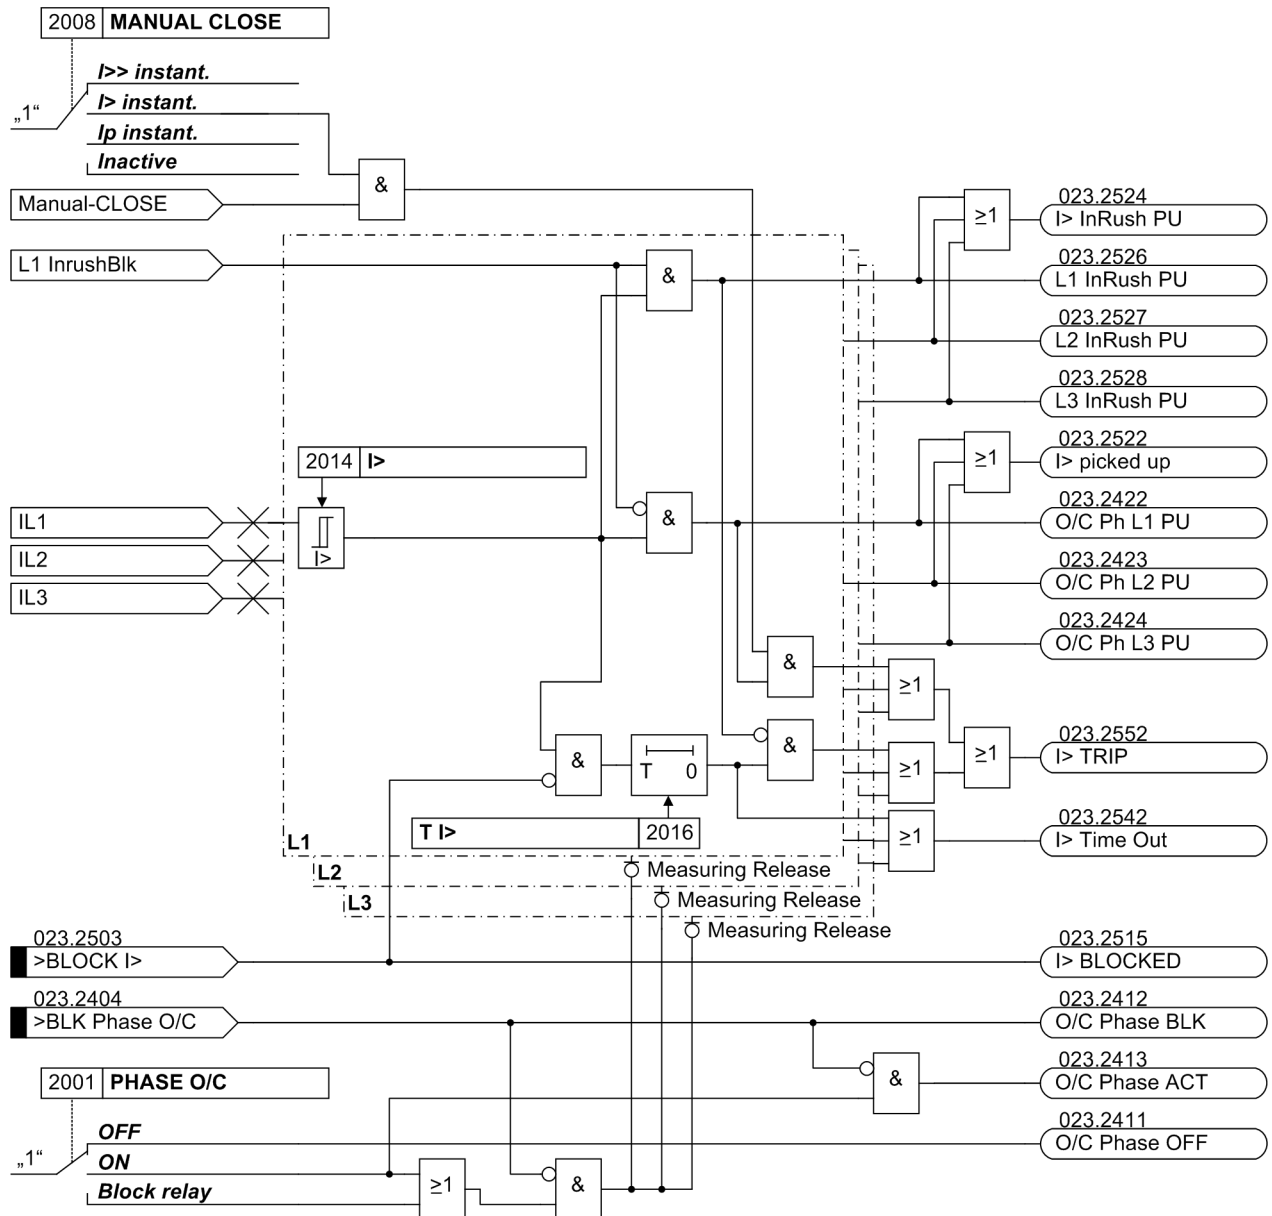 2008 MANUAL CLOSE
I>> instant.
I> instant.
„1“
Ip instant.
Inactive
&
Manual-CLOSE
023.2524
≥1
I> InRush PU
L1 InrushBlk
&
023.2526
L1 InRush PU
023.2527
L2 InRush PU
023.2528
L3 InRush PU
2014 I>
023.2522
≥1
I> picked up
IL1
I>
&
023.2422
O/C Ph L1 PU
IL2
023.2423
O/C Ph L2 PU
IL3
023.2424
O/C Ph L3 PU
&
≥1
&
T 0
&
≥1
≥1
023.2552
I> TRIP
T I> 2016
≥1
023.2542
I> Time Out
L1
L2
Measuring Release
L3
Measuring Release
Measuring Release
023.2503
>BLOCK I>
023.2515
I> BLOCKED
023.2404
>BLK Phase O/C
023.2412
O/C Phase BLK
2001 PHASE O/C
&
023.2413
O/C Phase ACT
OFF
023.2411
O/C Phase OFF
„1“
ON
Block relay
≥1
&